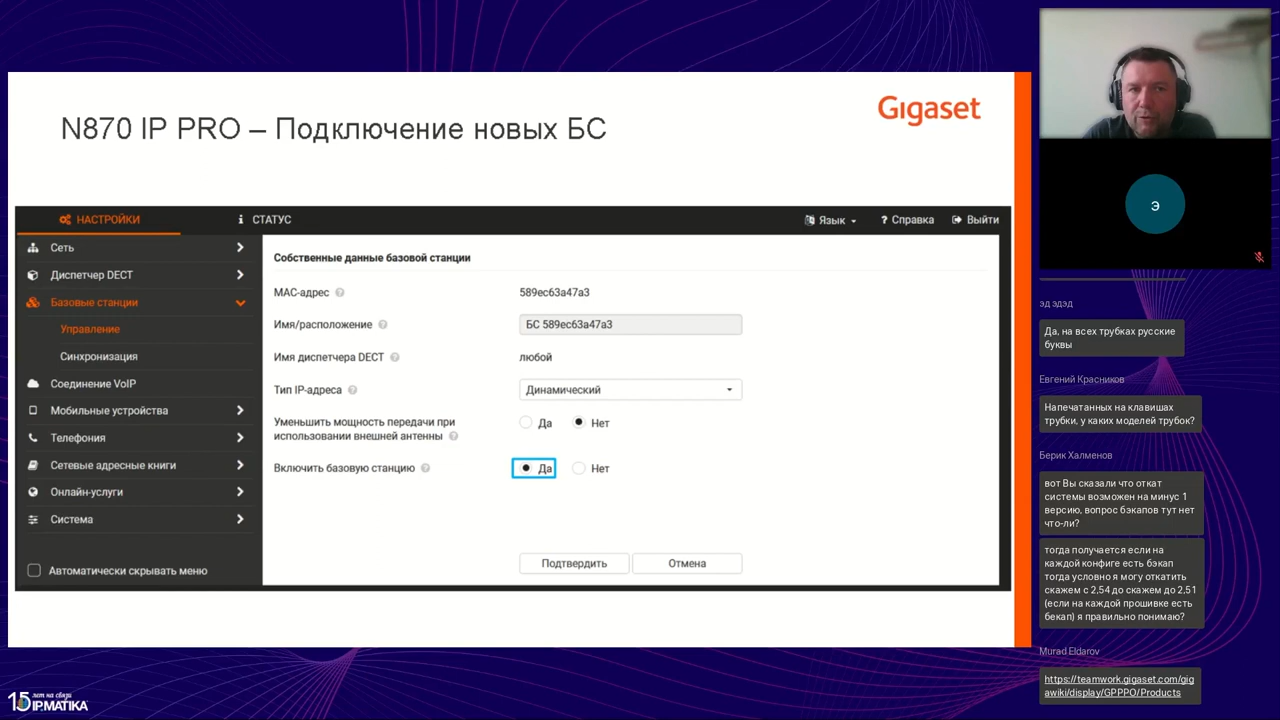 N870 IP PRO – Подключение новых БС
Gigaset
НАСТРОЙКИ
СТАТУС
Язык
Справка
Выйти
Сеть
Диспетчер DECT
Базовые станции
Управление
Синхронизация
Соединение VoIP
Мобильные устройства
Телефония
Сетевые адресные книги
Онлайн-услуги
Система
Автоматически скрывать меню
Собственные данные базовой станции
MAC-адрес
589ec63a47a3
Имя/расположение
БС 589ec63a47a3
Имя диспетчера DECT
любой
Тип IP-адреса
Динамический
Уменьшить мощность передачи при
использовании внешней антенны
Да
Нет
Включить базовую станцию
Да
Нет
Подтвердить
Отмена
15 лет на связи
IPMATIKA
Э
эд эдэд
Да, на всех трубках русские
буквы
Евгений Красников
Напечатанных на клавишах
трубки, у каких моделей трубок?
Берик Халменов
вот Вы сказали что откат
системы возможен на минус 1
версию, вопрос бэкапов тут нет
что-ли?
тогда получается если на
каждой конфиге есть бэкап
тогда условно я могу откатить
скажем с 2,54 до скажем до 2,51
(если на каждой прошивке есть
бекап) я правильно понимаю?
Murad Eldarov
https://teamwork.gigaset.com/gig
awiki/display/GPPPO/Products